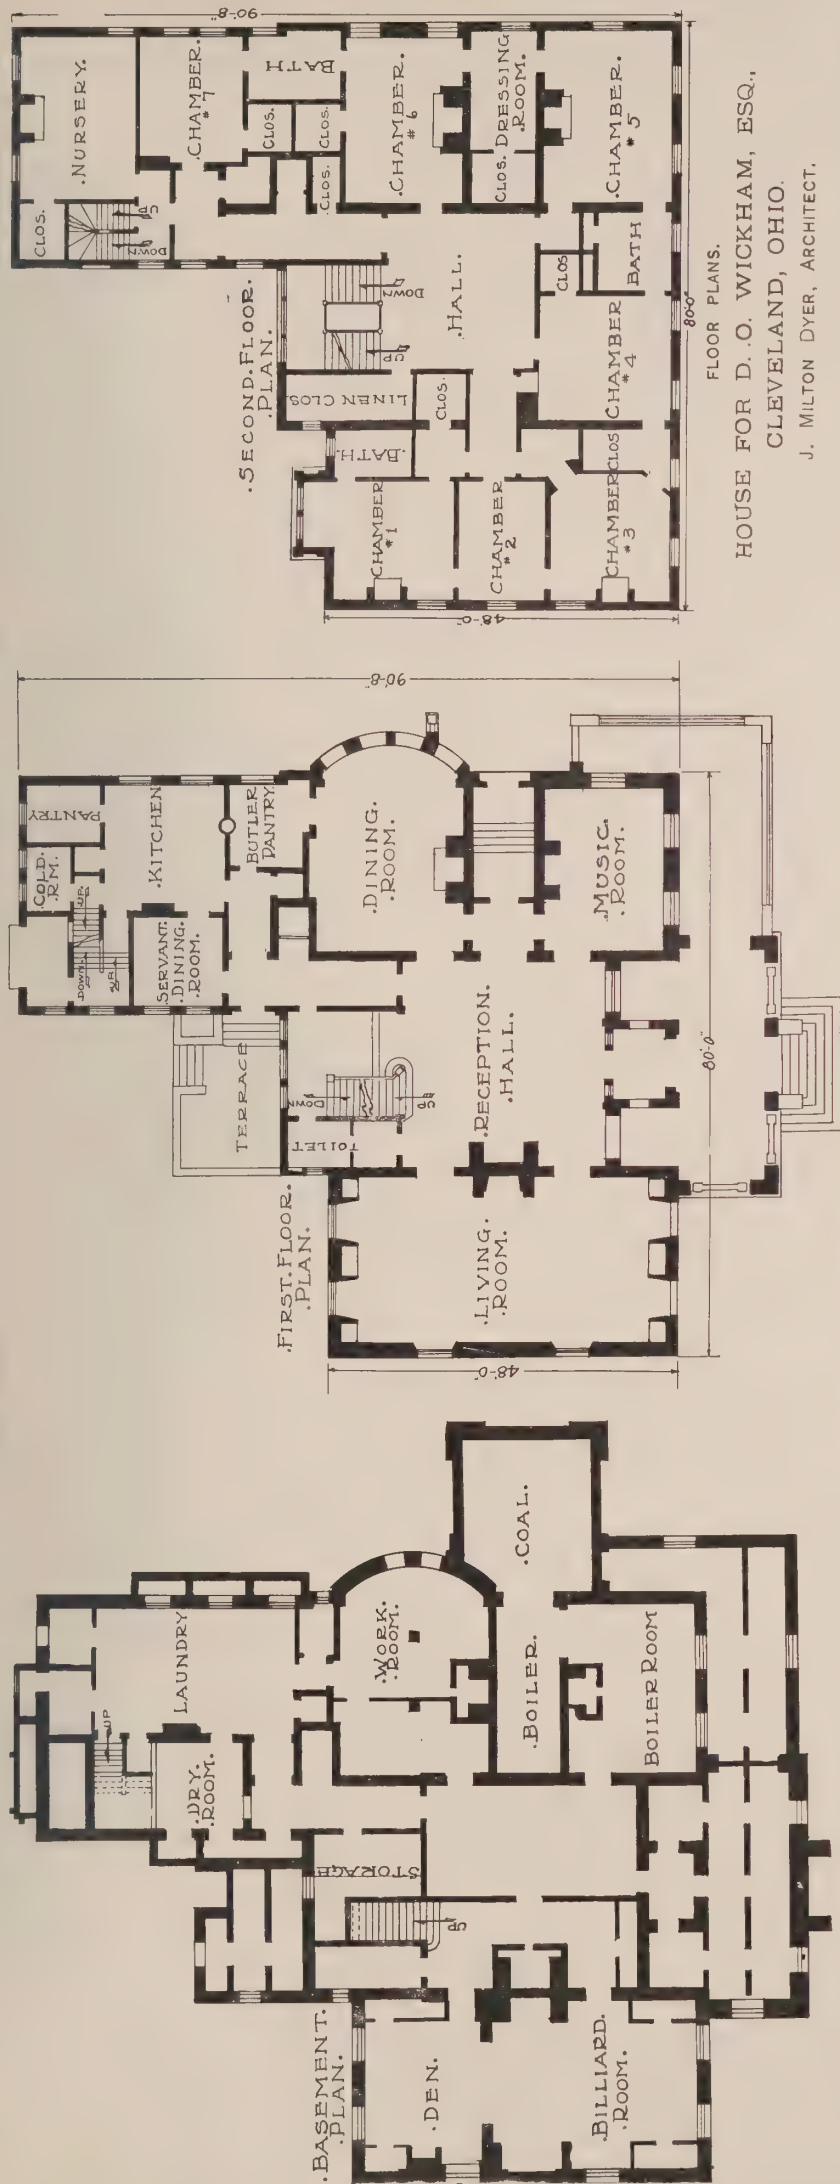 .BASEMENT.
.PLAN.
LAUNDRY
UP
.DRY.
ROOM.
.WORK.
ROOM.
STORAGE
UP
.COAL.
.BOILER.
BOILER ROOM
.DEN.
.BILLIARD
.ROOM.
.FIRST.FLOOR.
.PLAN.
90'-8"
PANTRY
COLD.
RM.
.KITCHEN
UP.
DOWN
UP
SERVANT
.DINING.
ROOM.
BUTLER
PANTRY.
TERRACE
.DINING.
.ROOM.
DOWN
UP
TOILET
.RECEPTION.
.HALL.
.MUSIC.
ROOM.
.LIVING.
.ROOM.
48'-0"
80'-0"
.SECOND.FLOOR.
.PLAN.
90'-8"
.NURSERY.
CLOS.
UP
DOWN
.CHAMBER.
#7
BATH
CLOS.
CLOS.
CLOS.
.CHAMBER.
#6
DRESSING
.ROOM.
CLOS.
.CHAMBER.
#5
DOWN
UP
.HALL.
LINEN CLOS.
CLOS.
.BATH.
CLOS
BATH
CHAMBER
#4
CHAMBER
#1
CHAMBER
#2
CHAMBER
#3
CLOS
48'-0"
80'-0"
FLOOR PLANS.
HOUSE FOR D. O. WICKHAM, ESQ.,
CLEVELAND, OHIO.
J. MILTON DYER, ARCHITECT.